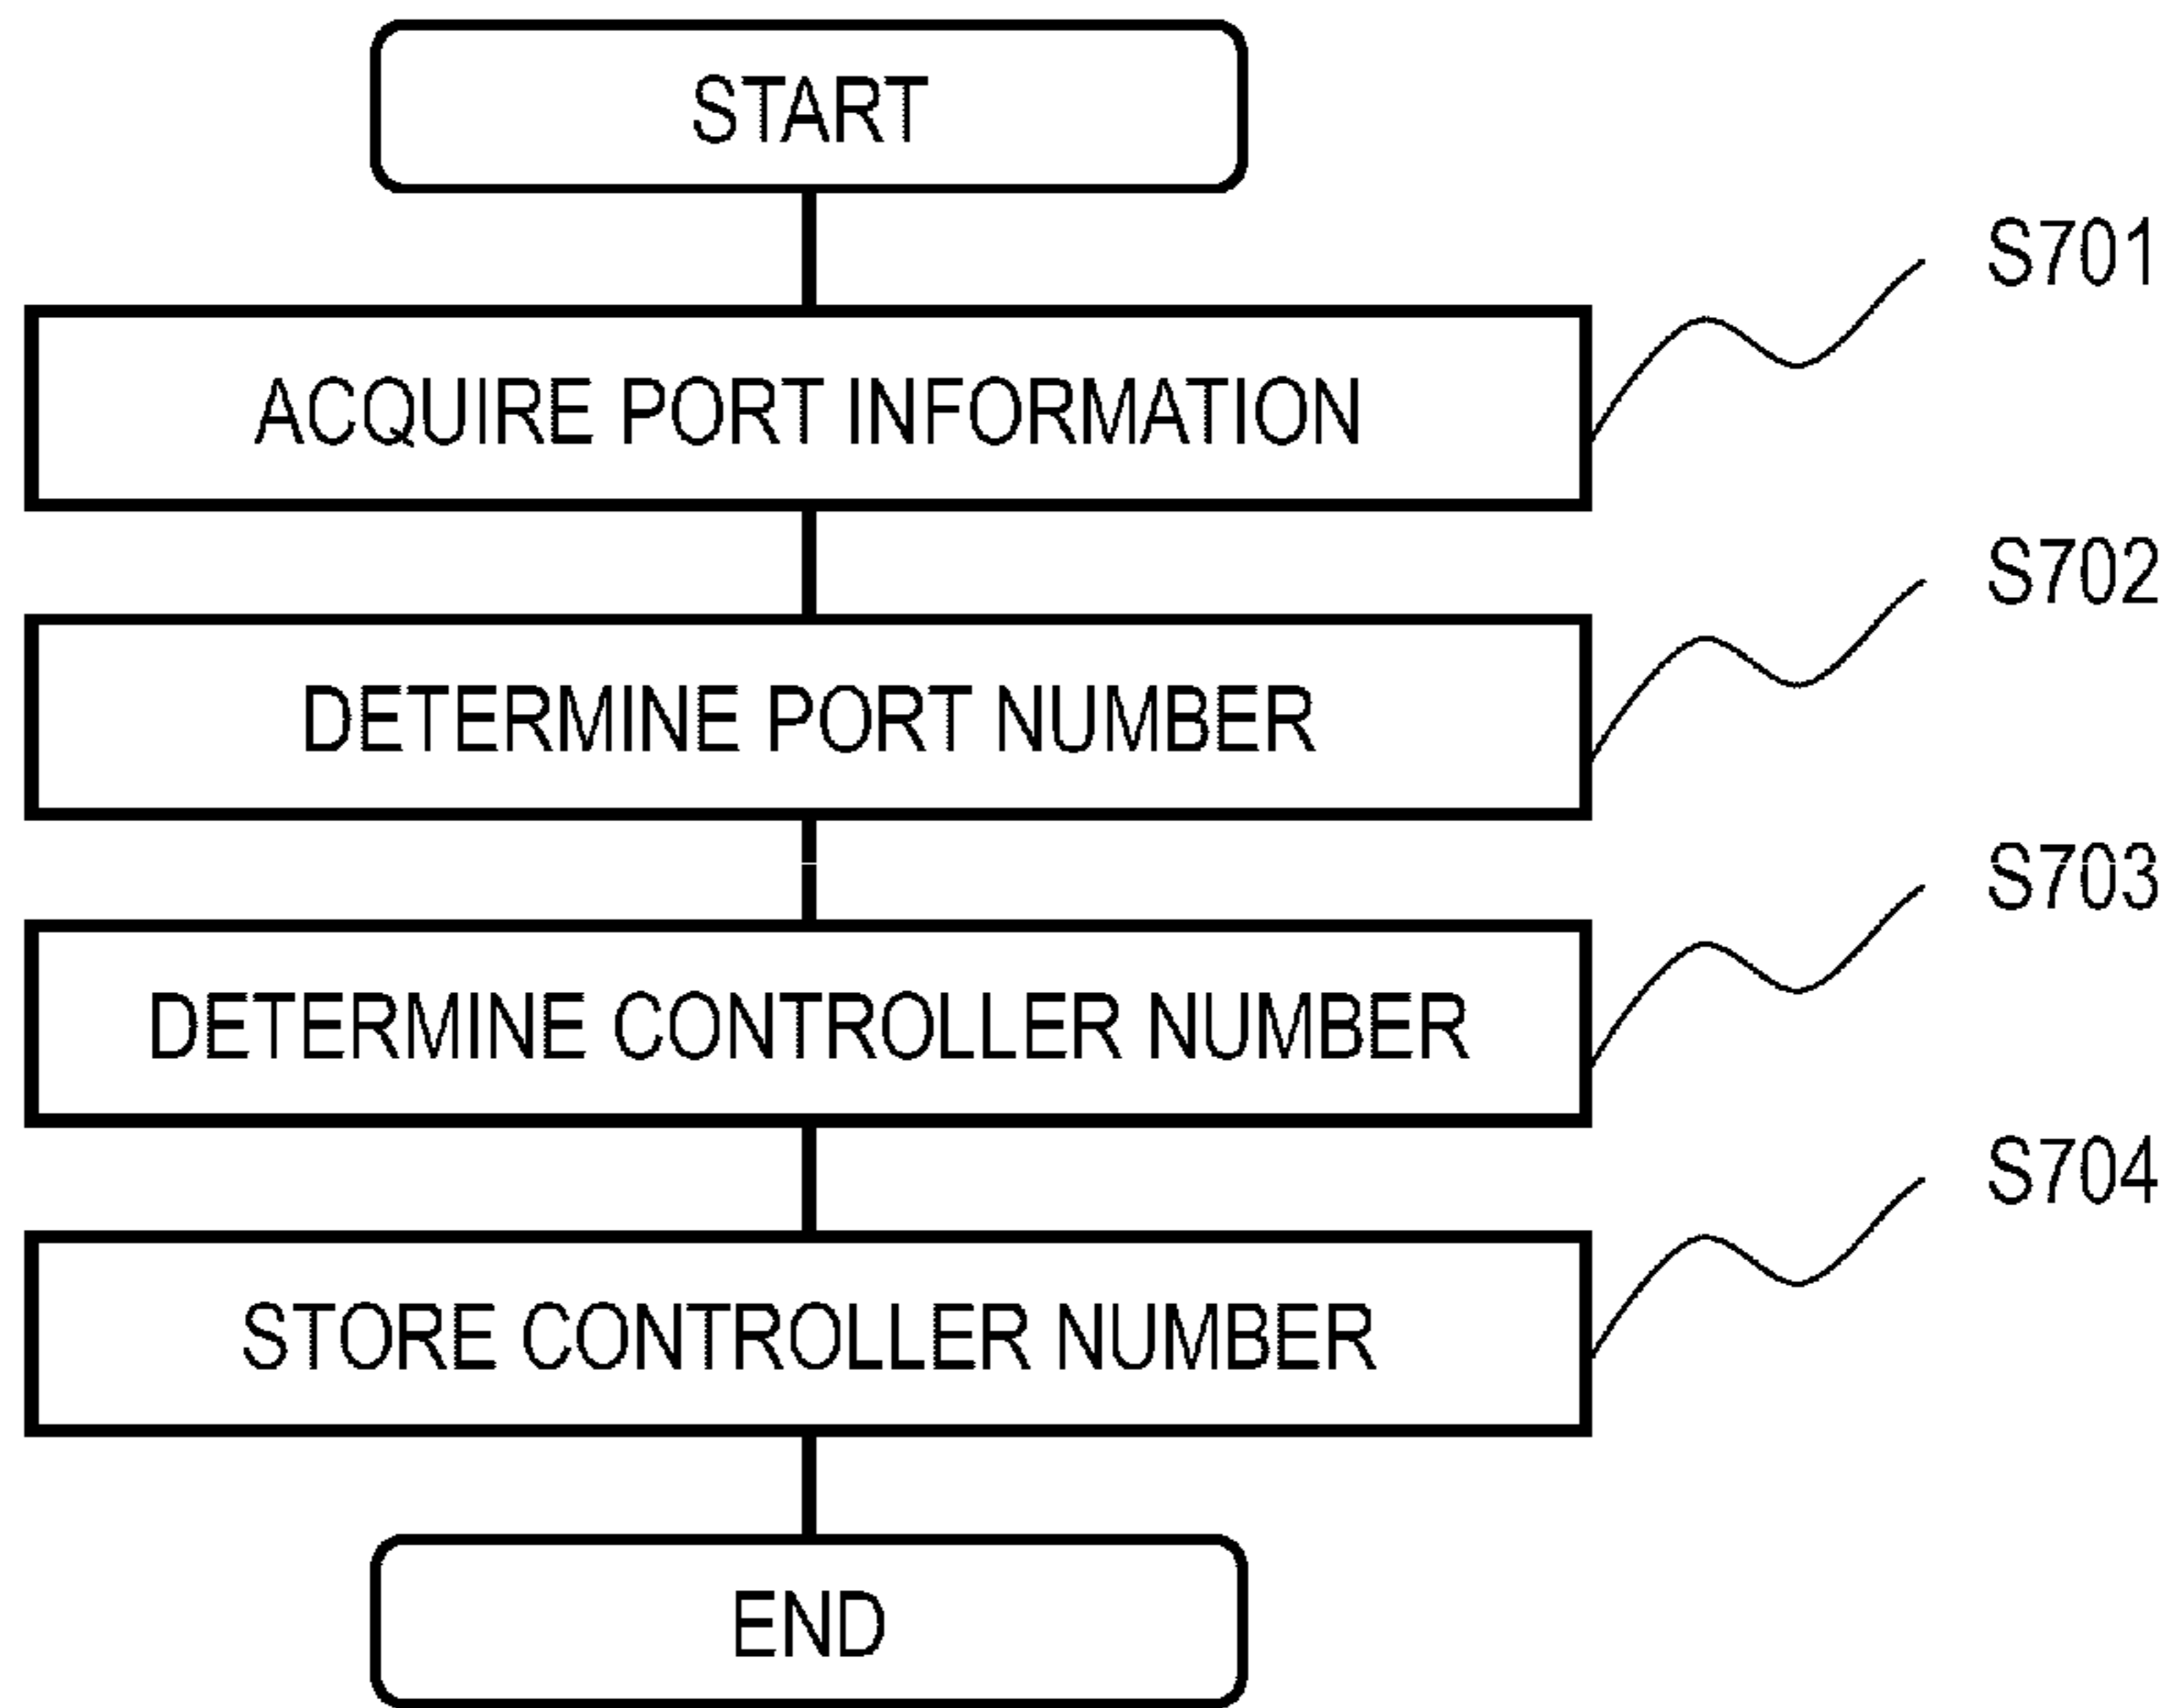 START
S701
ACQUIRE PORT INFORMATION
S702
DETERMINE PORT NUMBER
S703
DETERMINE CONTROLLER NUMBER
S704
STORE CONTROLLER NUMBER
END